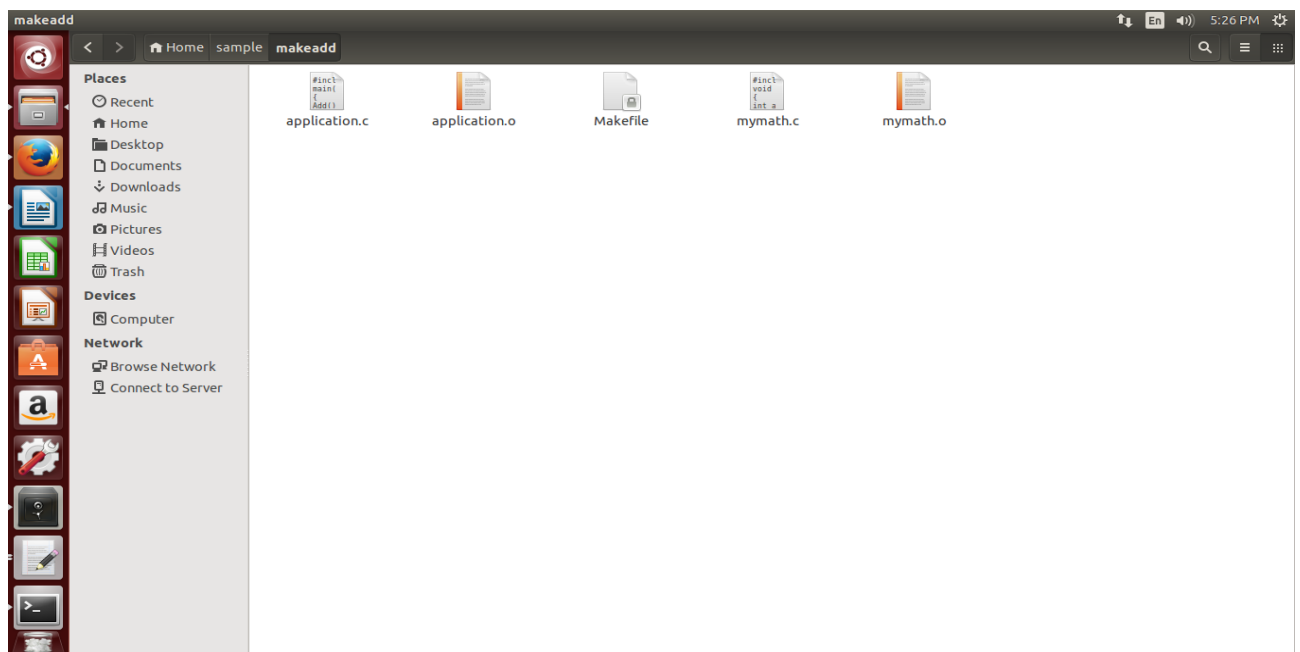 makeadd
En 5:26 PM
Home sample makeadd
Places
Recent
Home
Desktop
Documents
Downloads
Music
Pictures
Videos
Trash
Devices
Computer
Network
Browse Network
Connect to Server
#incl
main(
{
Add()
application.c
application.o
Makefile
#incl
void
{
int a
mymath.c
mymath.o
A
a
>_